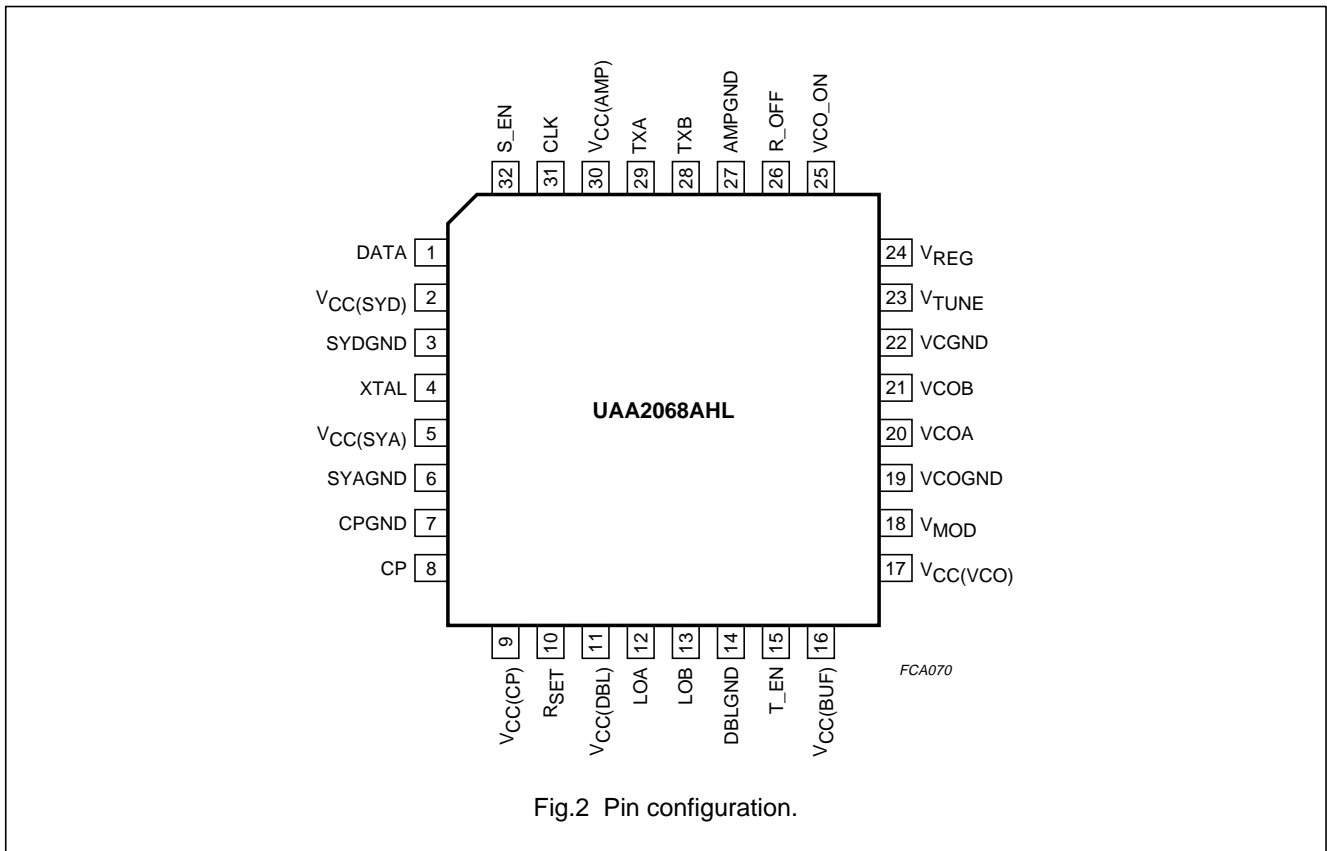 S_EN
CLK
VCC(AMP)
TXA
TXB
AMPGND
R_OFF
VCO_ON
32
31
30
29
28
27
26
25
DATA 1
VCC(SYD) 2
SYDGND 3
XTAL 4
VCC(SYA) 5
SYAGND 6
CPGND 7
CP 8
UAA2068AHL
24 VREG
23 VTUNE
22 VCGND
21 VCOB
20 VCOA
19 VCOGND
18 VMOD
17 VCC(VCO)
9
10
11
12
13
14
15
16
VCC(CP)
RSET
VCC(DBL)
LOA
LOB
DBLGND
T_EN
VCC(BUF)
FCA070
Fig.2 Pin configuration.